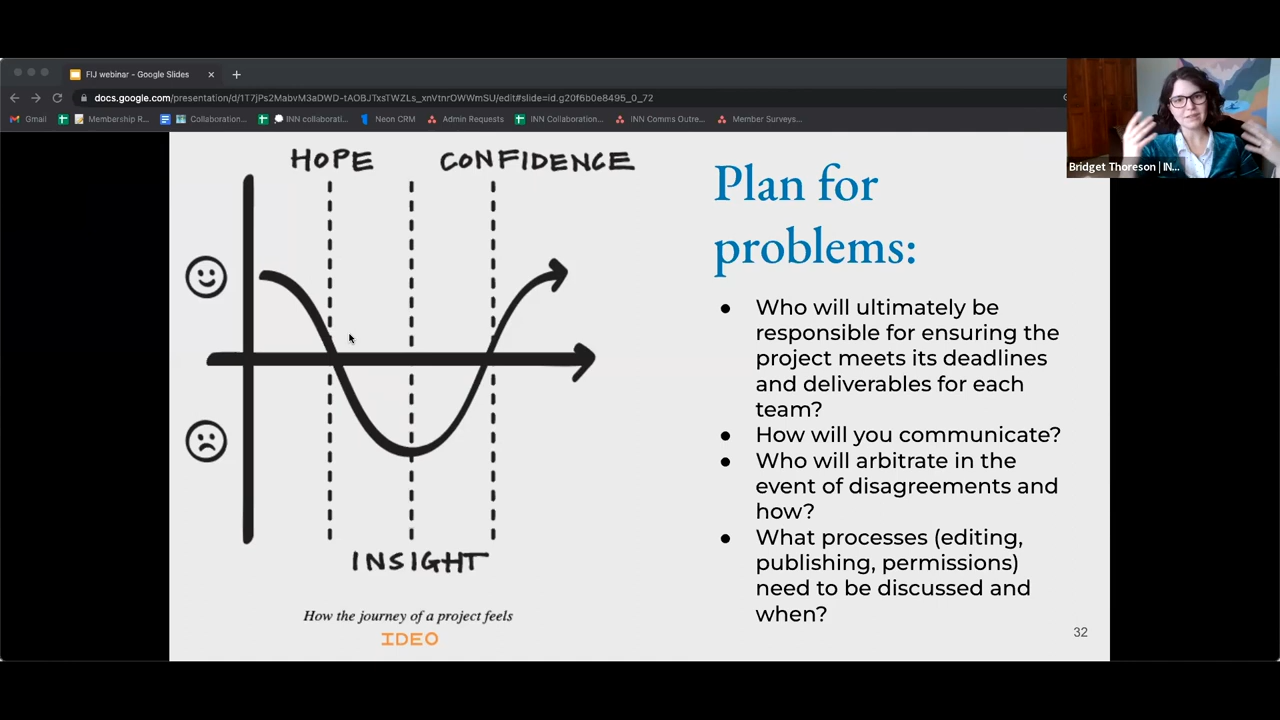 FIJ webinar - Google Slides
docs.google.com/presentation/d/1T7jPs2MabvM3aDWD-tAOBJTxsTWZLs_xnVtnrOWWmSU/edit#slide=id.g20f6b0e8495_0_72
Gmail
Membership R...
Collaboration...
INN collaborati...
Neon CRM
Admin Requests
INN Collaboration...
INN Comms Outre...
Member Surveys...
Bridget Thoreson | IN...
HOPE
CONFIDENCE
INSIGHT
How the journey of a project feels
IDEO
Plan for
problems:
● Who will ultimately be
responsible for ensuring the
project meets its deadlines
and deliverables for each
team?
● How will you communicate?
● Who will arbitrate in the
event of disagreements and
how?
● What processes (editing,
publishing, permissions)
need to be discussed and
when?
32